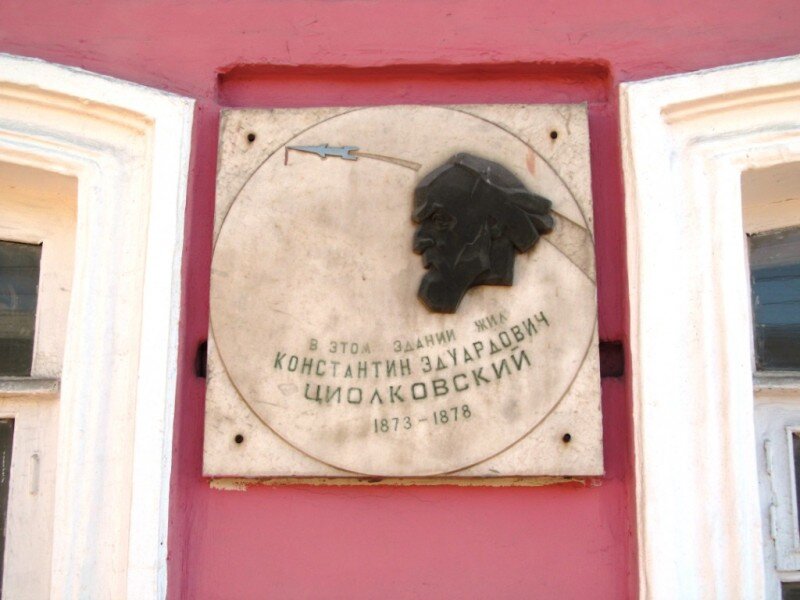 В ЭТОМ ЗДАНИИ ЖИЛ
КОНСТАНТИН ЭДУАРДОВИЧ
ЦИОЛКОВСКИЙ
1873-1878